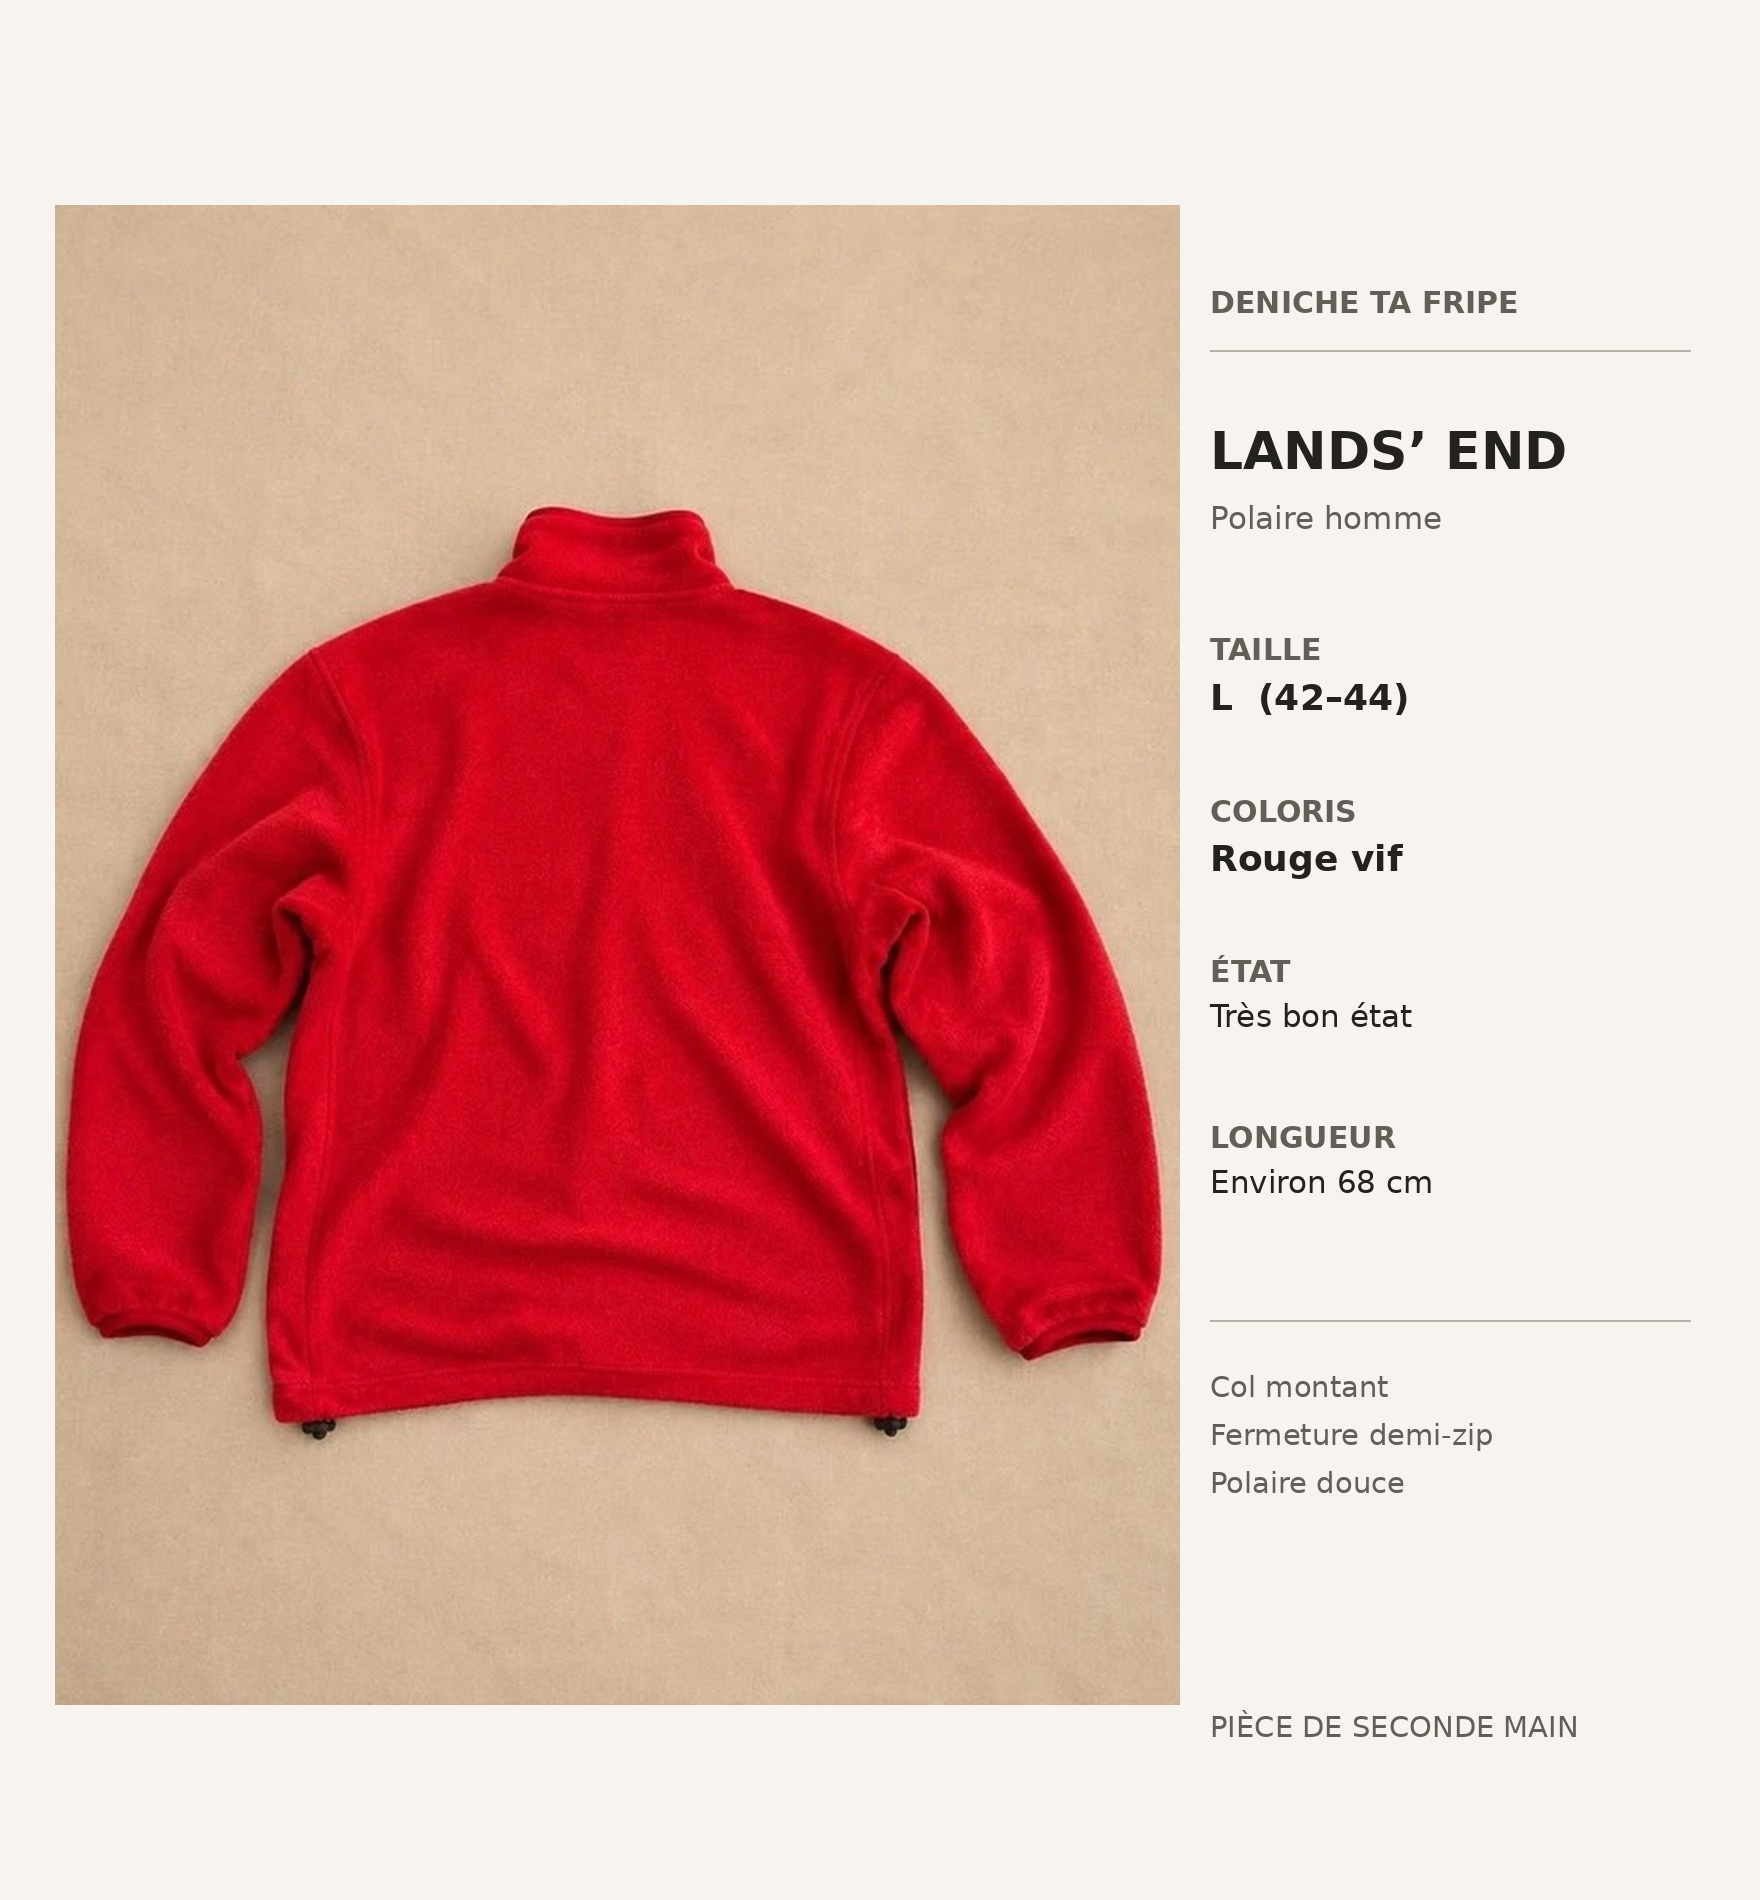 DENICHE TA FRIPE
LANDS’ END
Polaire homme
TAILLE
L (42–44)
COLORIS
Rouge vif
ÉTAT
Très bon état
LONGUEUR
Environ 68 cm
Col montant
Fermeture demi-zip
Polaire douce
PIÈCE DE SECONDE MAIN